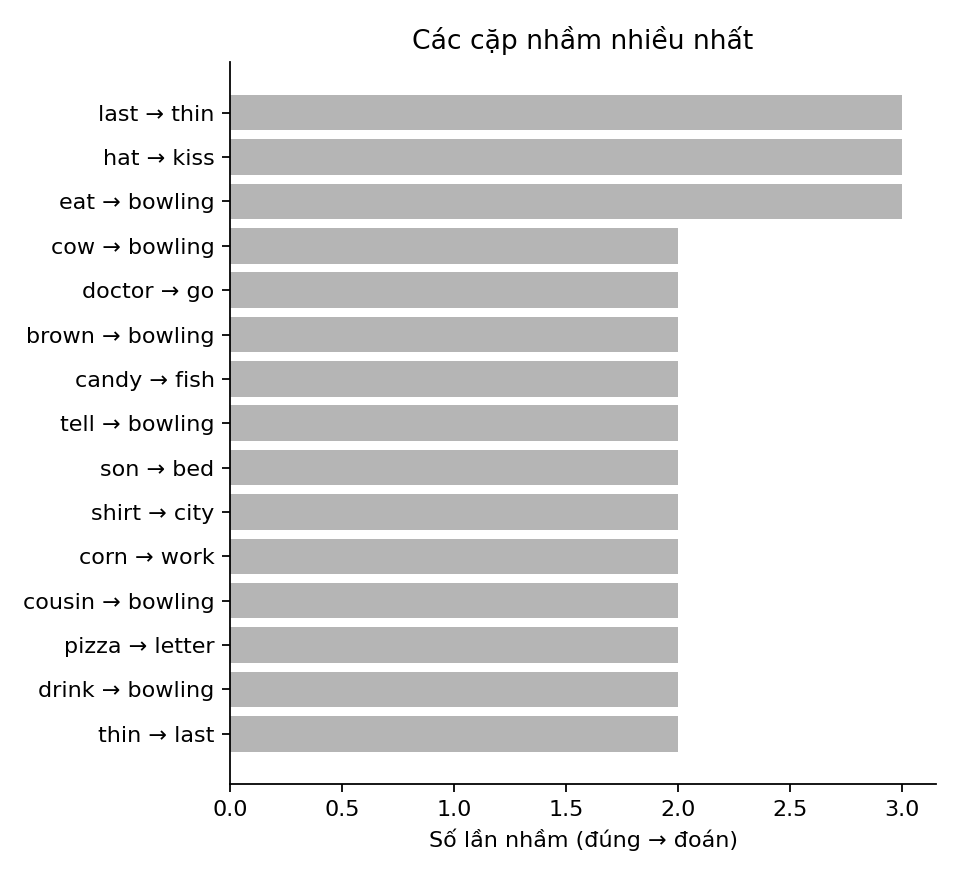 Các cặp nhầm nhiều nhất
last → thin
hat → kiss
eat → bowling
cow → bowling
doctor → go
brown → bowling
candy → fish
tell → bowling
son → bed
shirt → city
corn → work
cousin → bowling
pizza → letter
drink → bowling
thin → last
0.0 0.5 1.0 1.5 2.0 2.5 3.0
Số lần nhầm (đúng → đoán)